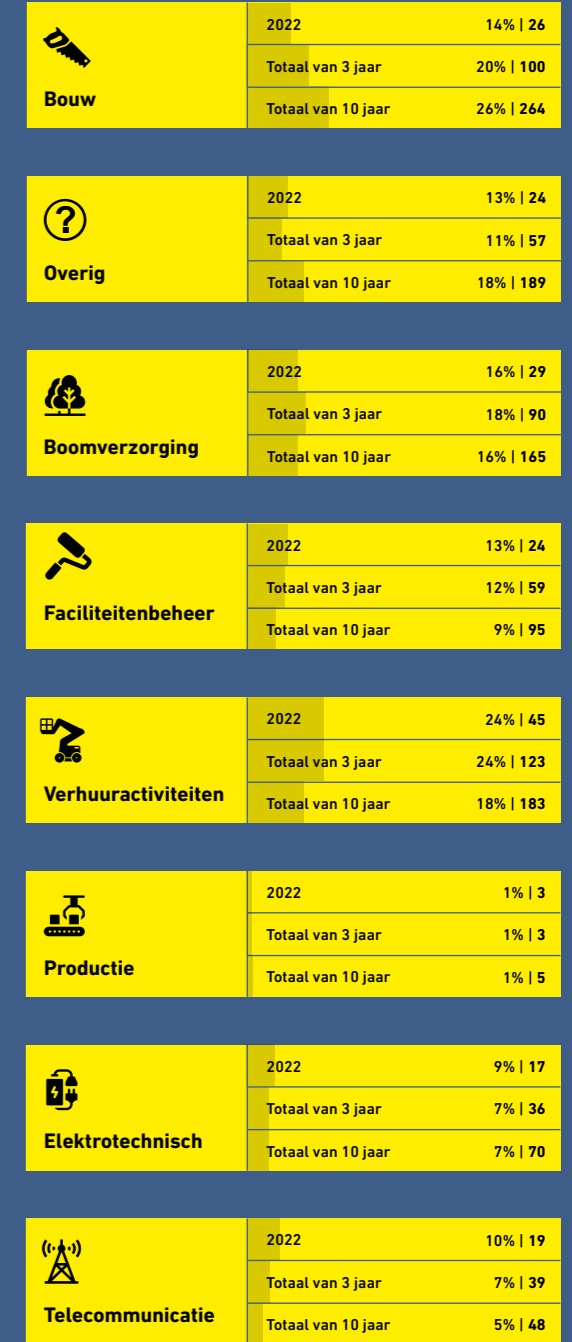 2022 14% | 26
Totaal van 3 jaar 20% | 100
Bouw
Totaal van 10 jaar 26% | 264
2022 13% | 24
?
Totaal van 3 jaar 11% | 57
Overig
Totaal van 10 jaar 18% | 189
2022 16% | 29
Totaal van 3 jaar 18% | 90
Boomverzorging
Totaal van 10 jaar 16% | 165
2022 13% | 24
Totaal van 3 jaar 12% | 59
Faciliteitenbeheer
Totaal van 10 jaar 9% | 95
2022 24% | 45
Totaal van 3 jaar 24% | 123
Verhuuractiviteiten
Totaal van 10 jaar 18% | 183
2022 1% | 3
Totaal van 3 jaar 1% | 3
Productie
Totaal van 10 jaar 1% | 5
2022 9% | 17
Totaal van 3 jaar 7% | 36
Elektrotechnisch
Totaal van 10 jaar 7% | 70
2022 10% | 19
Totaal van 3 jaar 7% | 39
Telecommunicatie
Totaal van 10 jaar 5% | 48